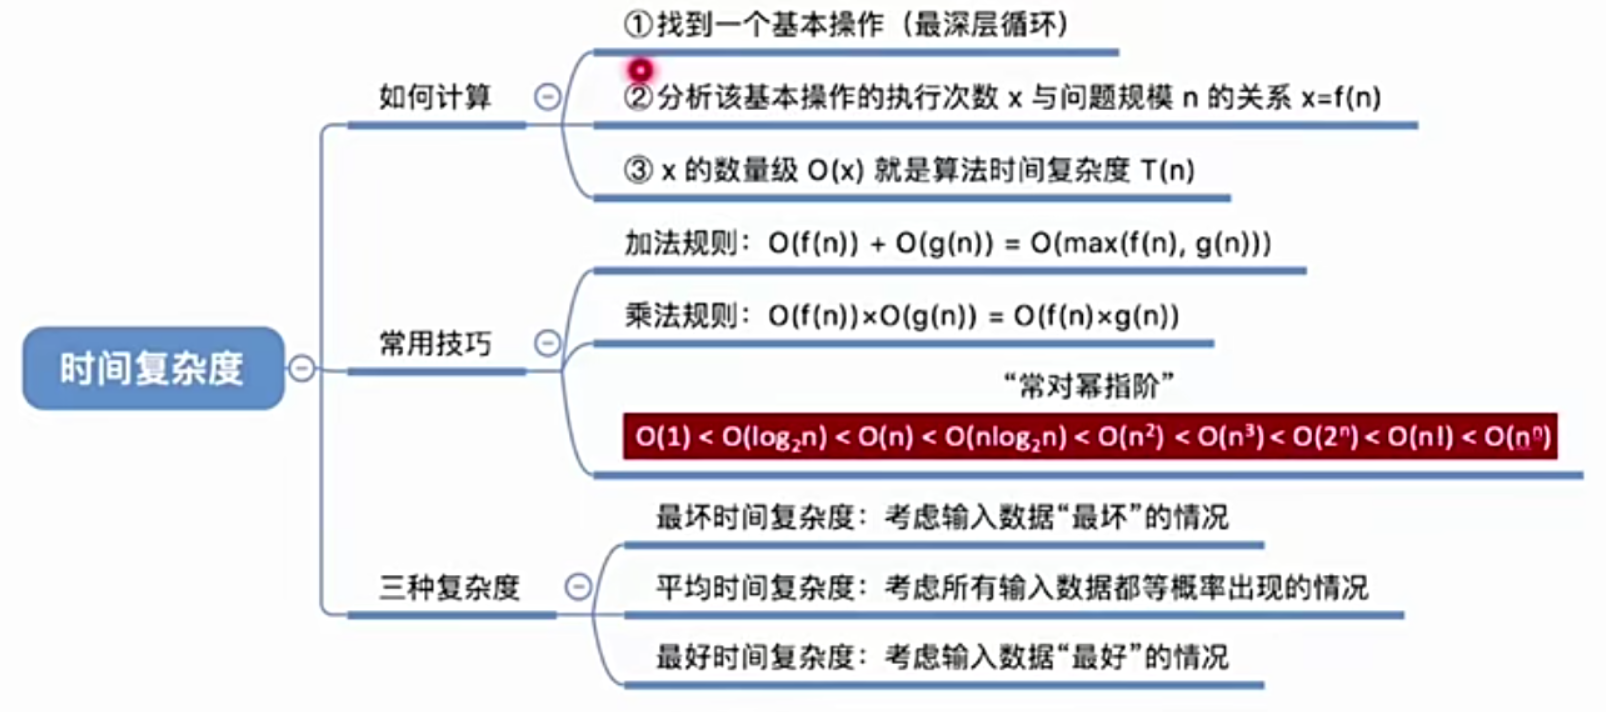 ①找到一个基本操作（最深层循环）
如何计算
②分析该基本操作的执行次数 x 与问题规模 n 的关系 x=f(n)
③ x 的数量级 O(x) 就是算法时间复杂度 T(n)
加法规则：O(f(n)) + O(g(n)) = O(max(f(n), g(n)))
乘法规则：O(f(n))×O(g(n)) = O(f(n)×g(n))
常用技巧
时间复杂度
“常对幂指阶”
O(1) < O(log₂n) < O(n) < O(nlog₂n) < O(n²) < O(n³) < O(2ⁿ) < O(n!) < O(nⁿ)
最坏时间复杂度：考虑输入数据“最坏”的情况
三种复杂度
平均时间复杂度：考虑所有输入数据都等概率出现的情况
最好时间复杂度：考虑输入数据“最好”的情况